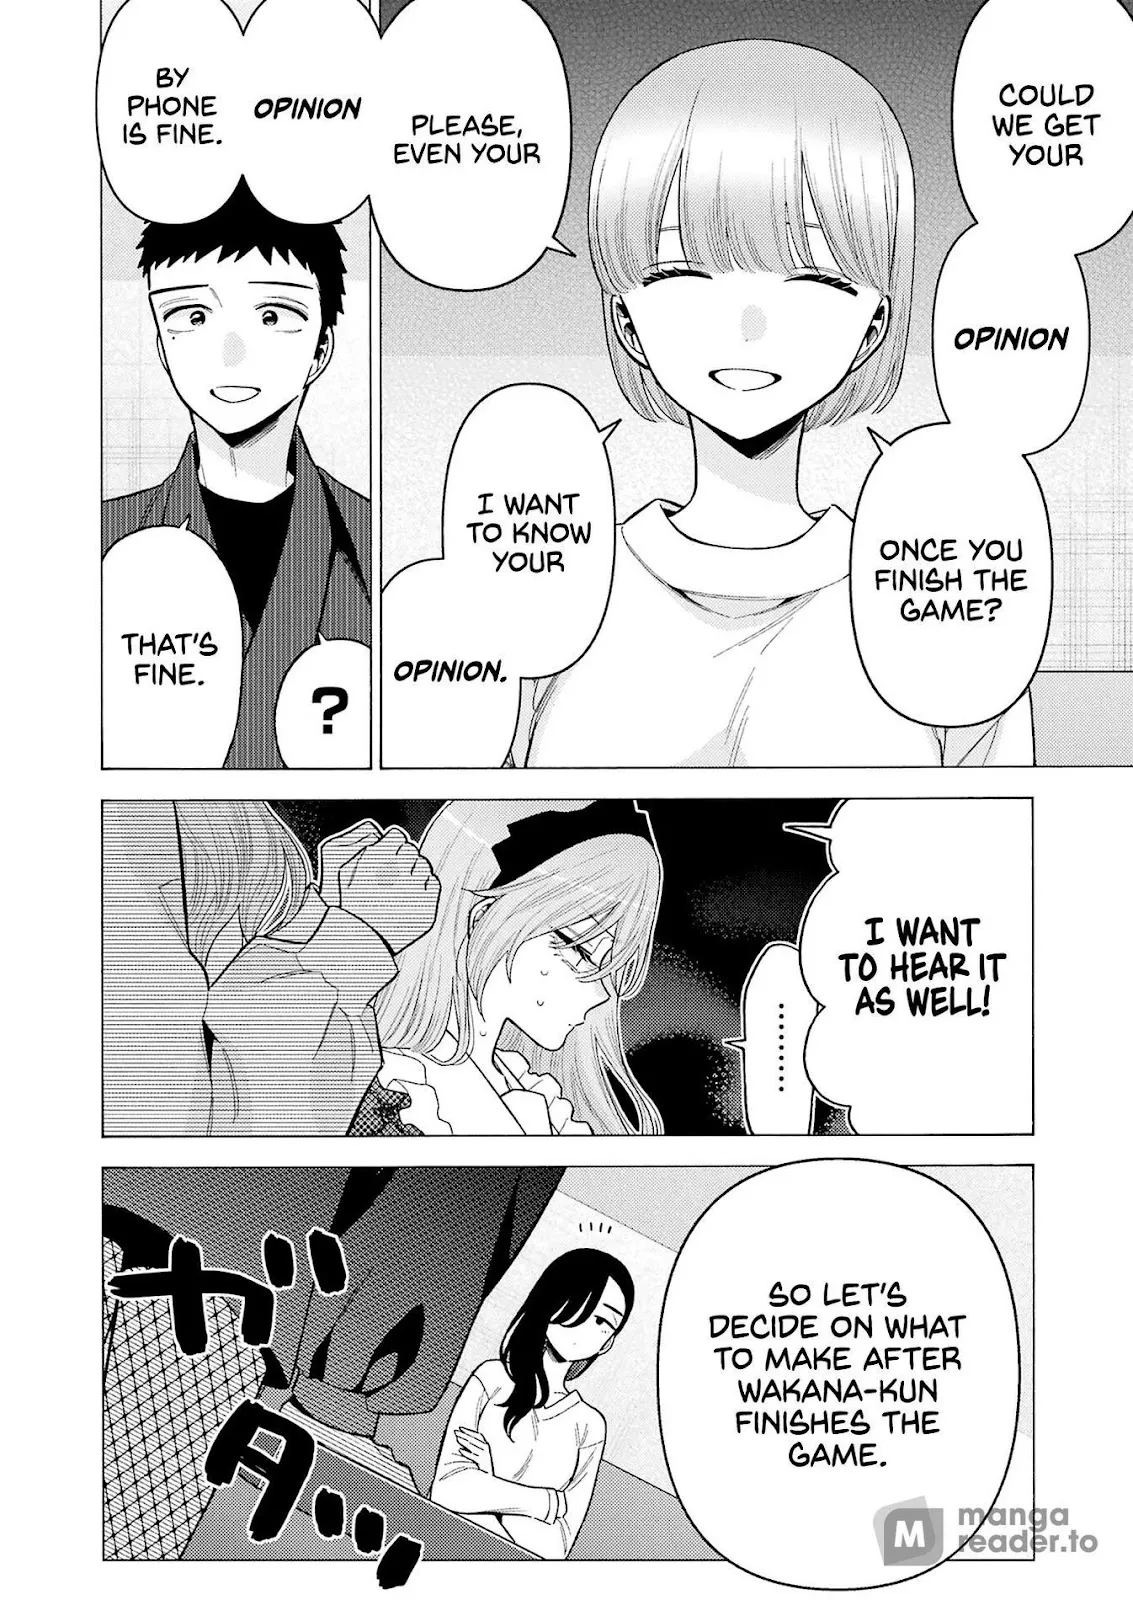 COULD
WE GET
YOUR
OPINION
ONCE YOU
FINISH THE
GAME?
I WANT
TO KNOW
YOUR
OPINION.
PLEASE,
EVEN YOUR
OPINION
BY
PHONE
IS FINE.
?
THAT'S
FINE.
I WANT
TO HEAR IT
AS WELL!
………
SO LET'S
DECIDE ON WHAT
TO MAKE AFTER
WAKANA-KUN
FINISHES THE
GAME.
ガタッ
M manga
reader.to